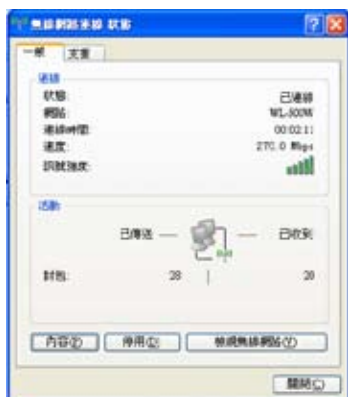 無線網路連線 狀態
一般 支援
連線
狀態: 已連線
網路: WL-500W
連線時間: 00:02:11
速度: 270.0 Mbps
訊號強度:
活動
已傳送 — — 已收到
封包: 28 | 20
內容(P) 停用(D) 檢視無線網路(V)
關閉(C)